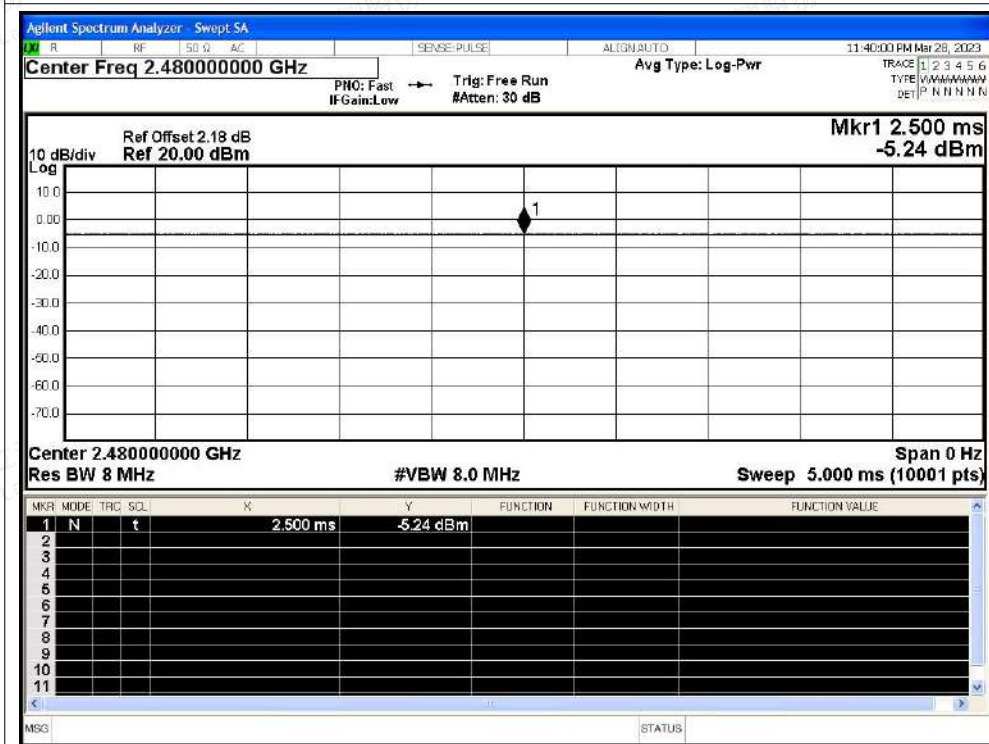 Agilent Spectrum Analyzer - Swept SA
LXI R RF 50 Ω AC SENSE:PULSE ALIGN AUTO 11:40:00 PM Mar 28, 2023
Center Freq 2.480000000 GHz
PNO: Fast
IFGain:Low
Trig: Free Run
#Atten: 30 dB
Avg Type: Log-Pwr
TRACE 1 2 3 4 5 6
TYPE
DET P N N N N N
Mkr1 2.500 ms
-5.24 dBm
Ref Offset 2.18 dB
10 dB/div Ref 20.00 dBm
Log
10.0
0.00
-10.0
-20.0
-30.0
-40.0
-50.0
-60.0
-70.0
1
Center 2.480000000 GHz Span 0 Hz
Res BW 8 MHz #VBW 8.0 MHz Sweep 5.000 ms (10001 pts)
MKR MODE TRC SCL X Y FUNCTION FUNCTION WIDTH FUNCTION VALUE
1 N t 2.500 ms -5.24 dBm
2
3
4
5
6
7
8
9
10
11
MSG STATUS